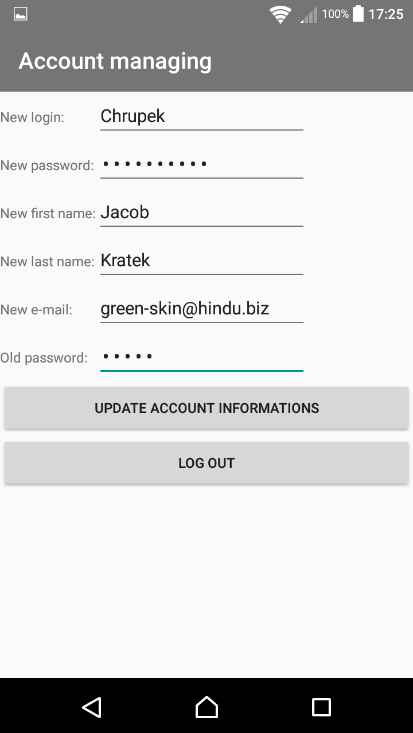 100% 17:25
Account managing
New login: Chrupek
New password: ••••••••••
New first name: Jacob
New last name: Kratek
New e-mail: green-skin@hindu.biz
Old password: •••••
UPDATE ACCOUNT INFORMATIONS
LOG OUT